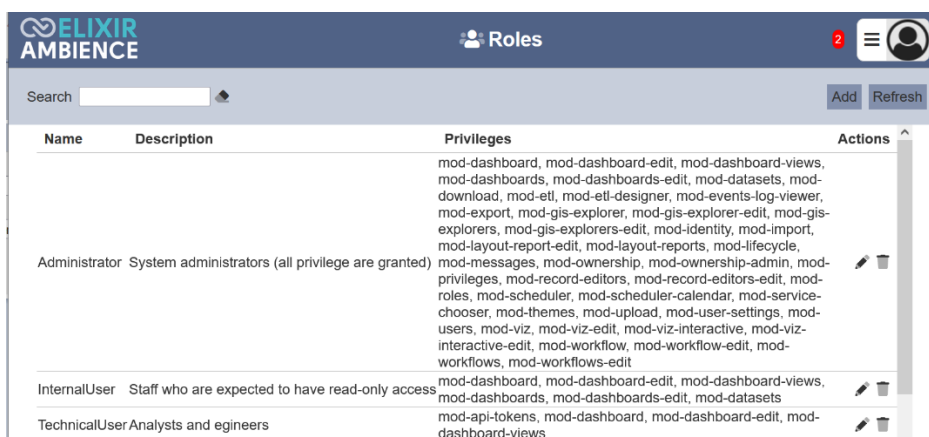 ELIXIR
AMBIENCE
Roles
2
Search
Add Refresh
Name Description Privileges Actions
mod-dashboard, mod-dashboard-edit, mod-dashboard-views,
mod-dashboards, mod-dashboards-edit, mod-datasets, mod-
download, mod-etl, mod-etl-designer, mod-events-log-viewer,
mod-export, mod-gis-explorer, mod-gis-explorer-edit, mod-gis-
explorers, mod-gis-explorers-edit, mod-identity, mod-import,
mod-layout-report-edit, mod-layout-reports, mod-lifecycle,
Administrator System administrators (all privilege are granted) mod-messages, mod-ownership, mod-ownership-admin, mod-
privileges, mod-record-editors, mod-record-editors-edit, mod-
roles, mod-scheduler, mod-scheduler-calendar, mod-service-
chooser, mod-themes, mod-upload, mod-user-settings, mod-
users, mod-viz, mod-viz-edit, mod-viz-interactive, mod-viz-
interactive-edit, mod-workflow, mod-workflow-edit, mod-
workflows, mod-workflows-edit
InternalUser Staff who are expected to have read-only access mod-dashboard, mod-dashboard-edit, mod-dashboard-views,
mod-dashboards, mod-dashboards-edit, mod-datasets
TechnicalUser Analysts and egineers mod-api-tokens, mod-dashboard, mod-dashboard-edit, mod-
dashboard-views